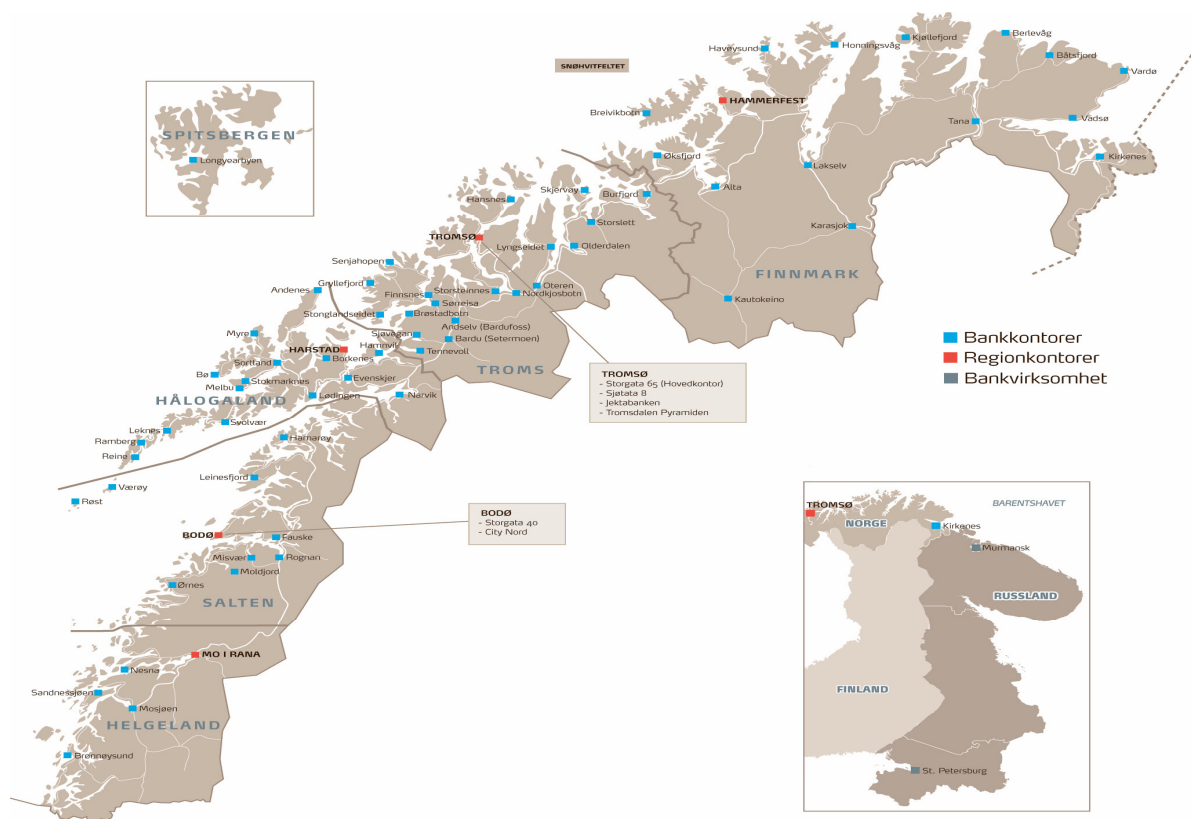 SNØHVITFELTET
Havøysund
Honningsvåg
Kjøllefjord
Berlevåg
Båtsfjord
Vardø
HAMMERFEST
Breivikbotn
Tana
Vadsø
Kirkenes
SPITSBERGEN
Longyearbyen
Øksfjord
Lakselv
Skjervøy
Burfjord
Alta
Hansnes
Storslett
Karasjok
TROMSØ
Lyngseidet
Olderdalen
FINNMARK
Senjahopen
Gryllefjord
Andenes
Finnsnes
Storsteinnes
Oteren
Nordkjosbotn
Kautokeino
Sørreisa
Stonglandseidet
Brøstadbotn
Andselv (Bardufoss)
Myre
Sjøvegan
Bardu (Setermoen)
HARSTAD
Hamnvik
Tennevoll
Borkenes
Sortland
TROMS
Bø
Stokmarknes
Evenskjer
Melbu
Lødingen
Narvik
HÅLOGALAND
Svolvær
Leknes
Ramberg
Reine
Hamarøy
Leinesfjord
Værøy
Røst
Bankkontorer
Regionkontorer
Bankvirksomhet
TROMSØ
- Storgata 65 (Hovedkontor)
- Sjøtata 8
- Jektabanken
- Tromsdalen Pyramiden
BODØ
- Storgata 40
- City Nord
BODØ
Fauske
Misvær
Rognan
Moldjord
Ørnes
SALTEN
MO I RANA
Nesna
Sandnessjøen
Mosjøen
HELGELAND
Brønnøysund
TROMSØ
BARENTSHAVET
NORGE
Kirkenes
Murmansk
RUSSLAND
FINLAND
St. Petersburg